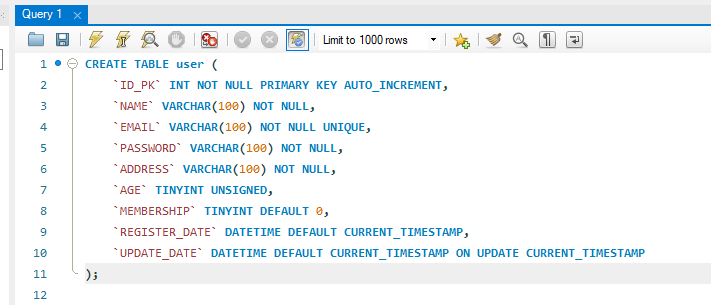 Query 1
Limit to 1000 rows
1 CREATE TABLE user (
2 `ID_PK` INT NOT NULL PRIMARY KEY AUTO_INCREMENT,
3 `NAME` VARCHAR(100) NOT NULL,
4 `EMAIL` VARCHAR(100) NOT NULL UNIQUE,
5 `PASSWORD` VARCHAR(100) NOT NULL,
6 `ADDRESS` VARCHAR(100) NOT NULL,
7 `AGE` TINYINT UNSIGNED,
8 `MEMBERSHIP` TINYINT DEFAULT 0,
9 `REGISTER_DATE` DATETIME DEFAULT CURRENT_TIMESTAMP,
10 `UPDATE_DATE` DATETIME DEFAULT CURRENT_TIMESTAMP ON UPDATE CURRENT_TIMESTAMP
11 );
12